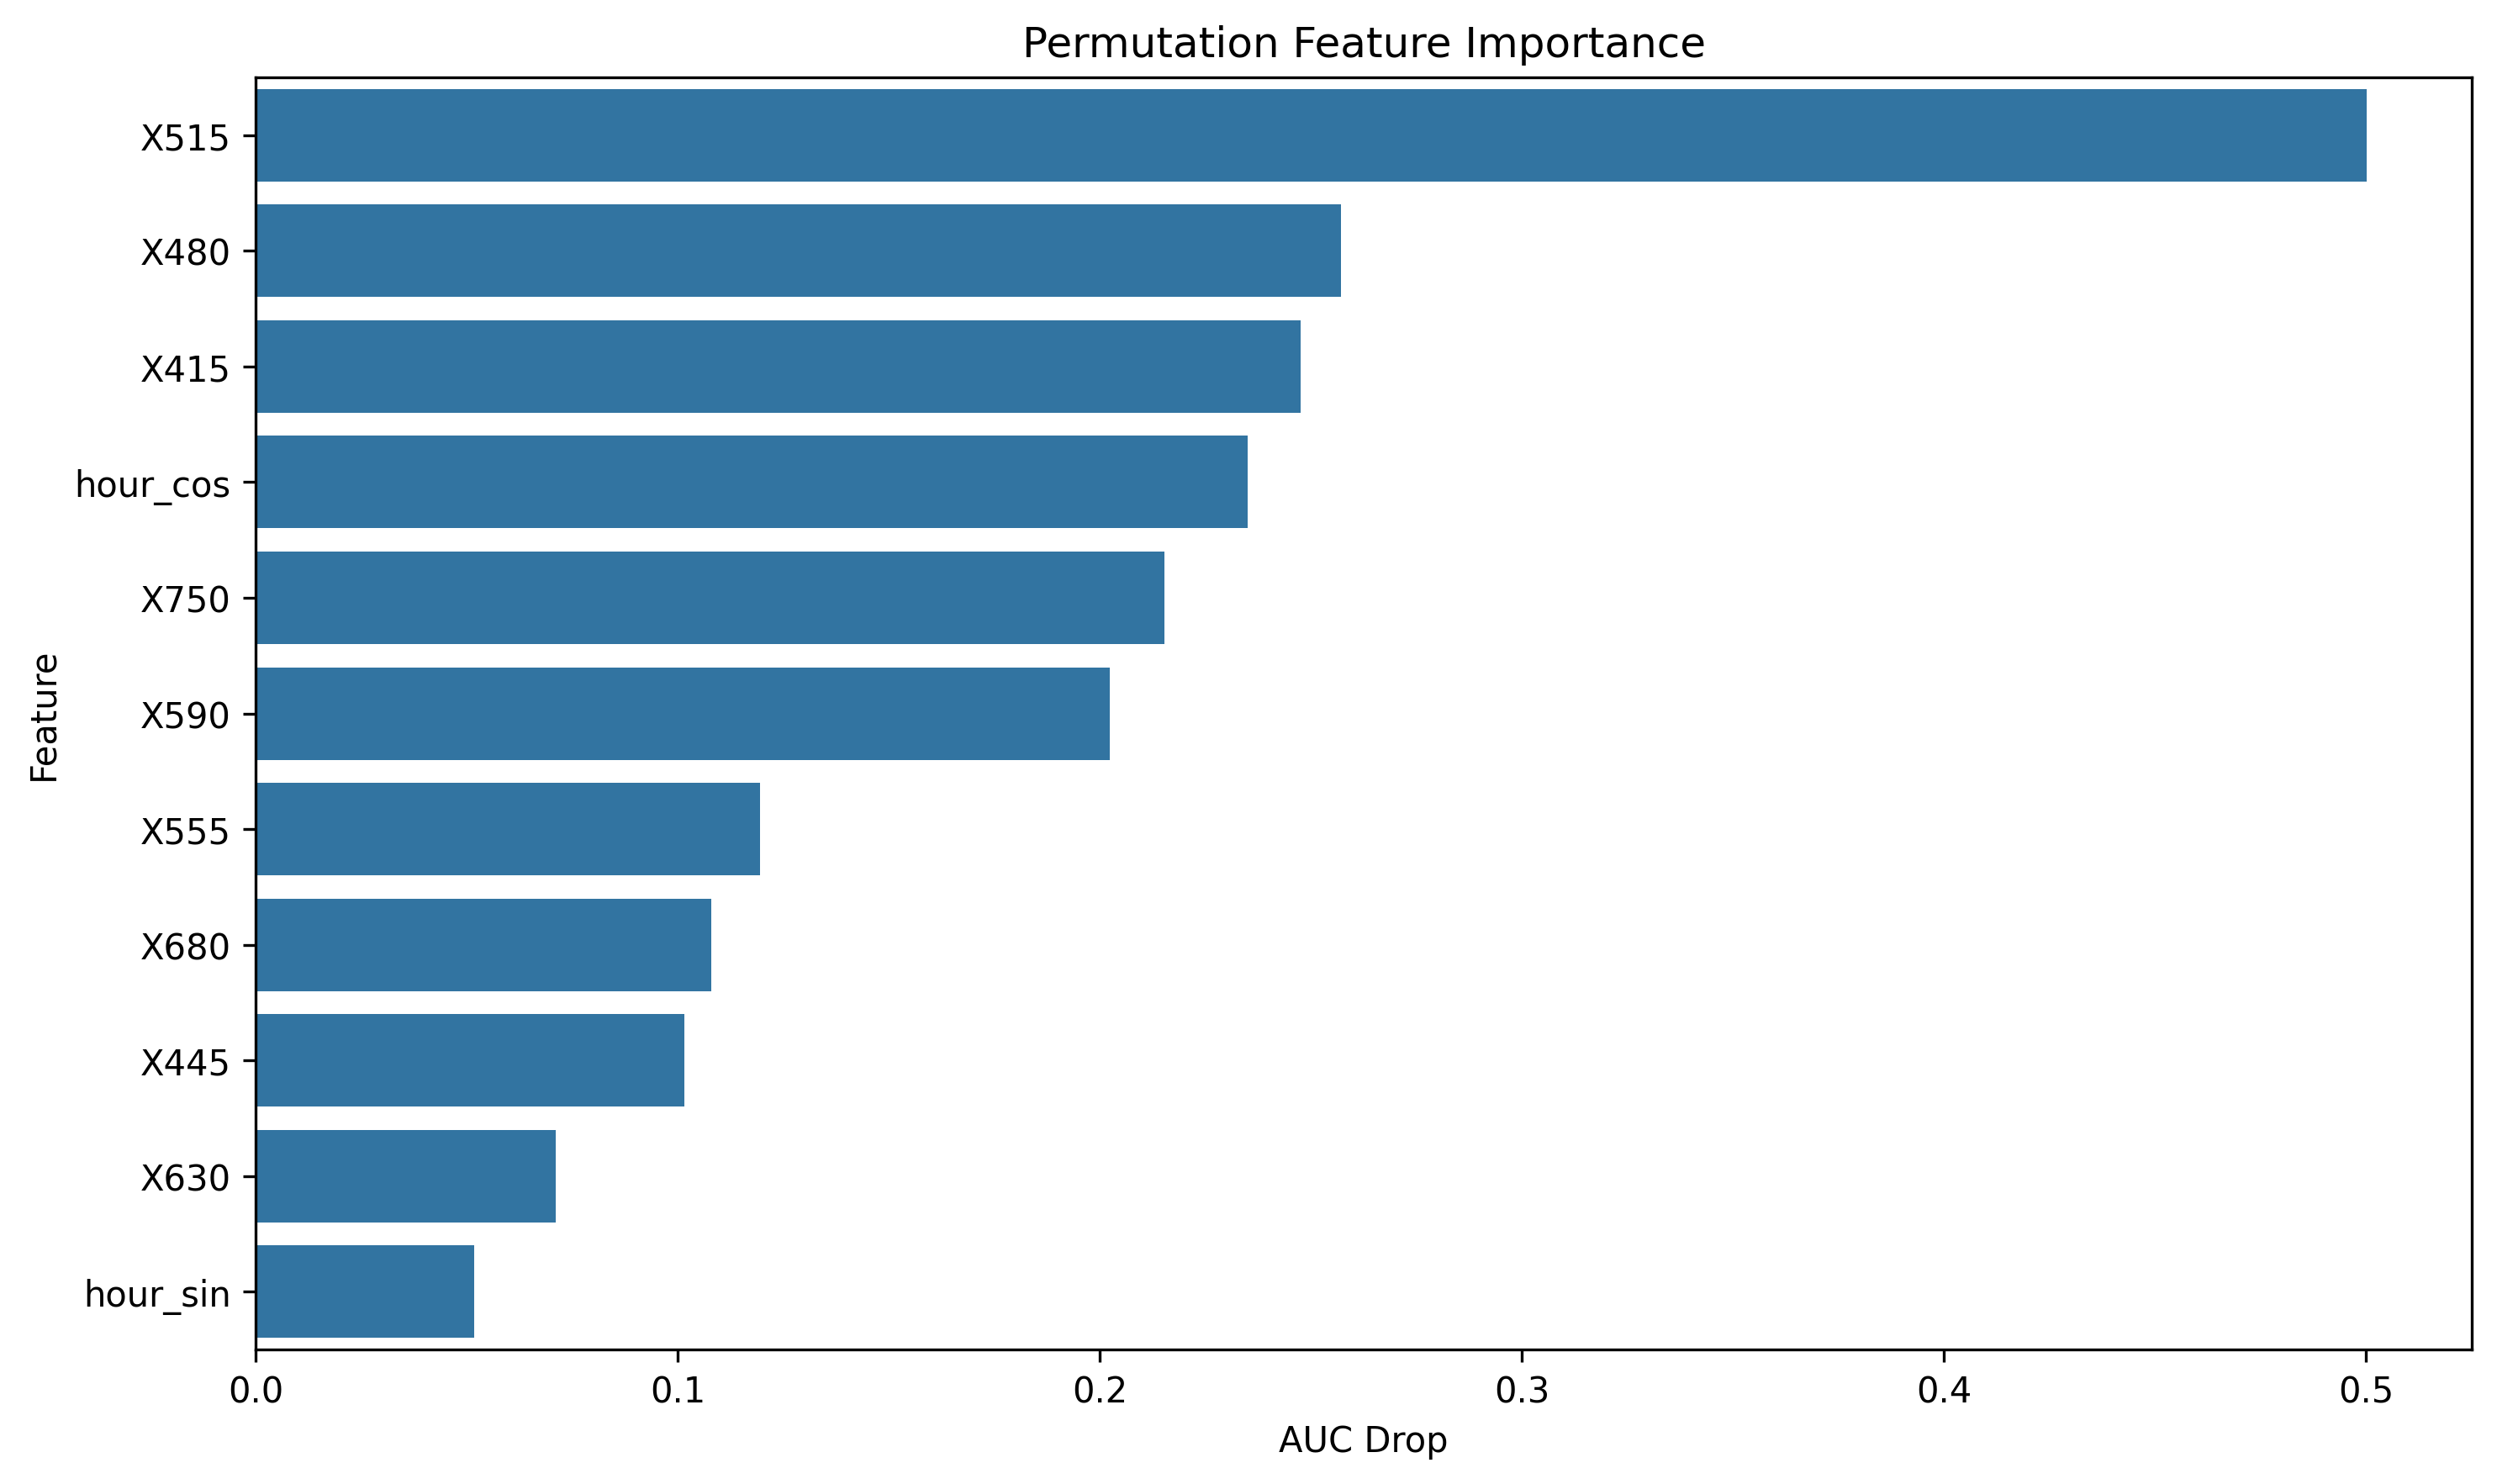 Permutation Feature Importance
Feature
X515
X480
X415
hour_cos
X750
X590
X555
X680
X445
X630
hour_sin
0.0 0.1 0.2 0.3 0.4 0.5
AUC Drop